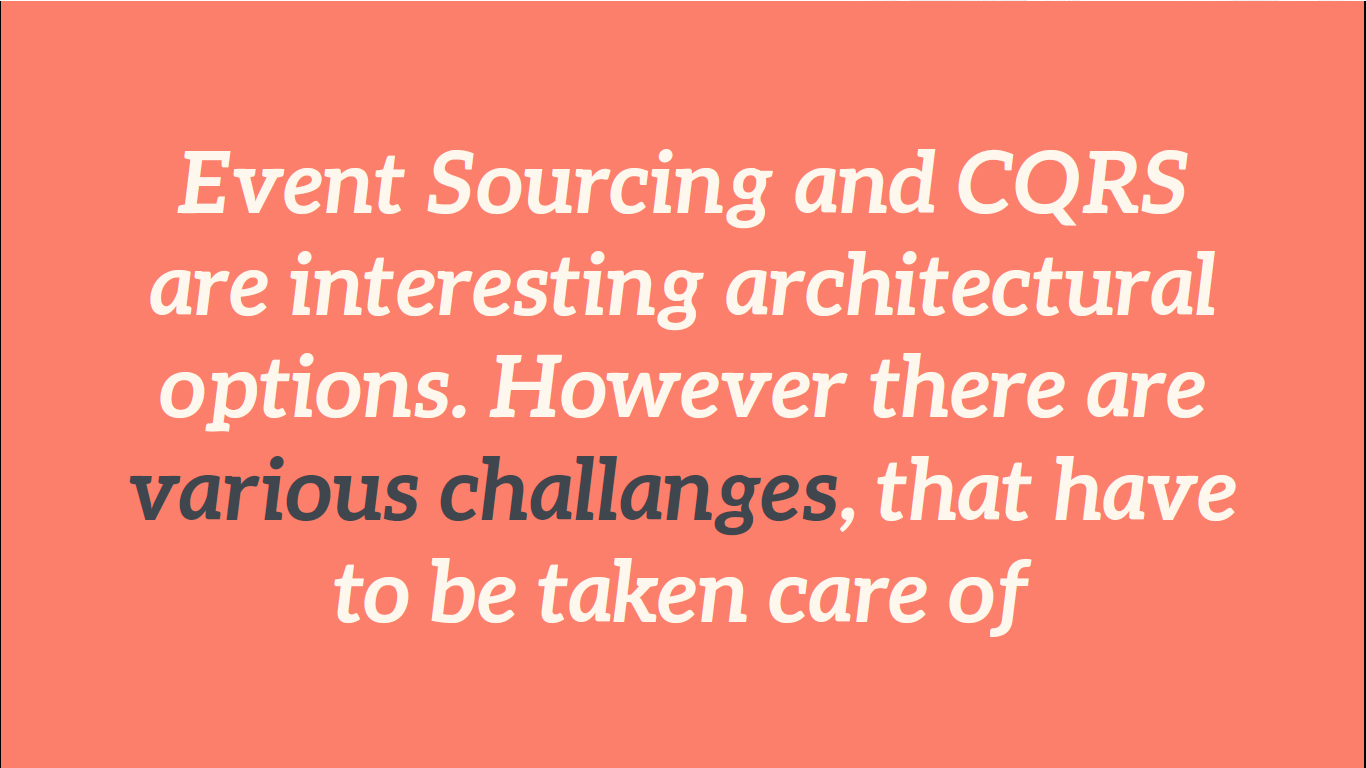 Event Sourcing and CQRS
are interesting architectural
options. However there are
various challanges, that have
to be taken care of